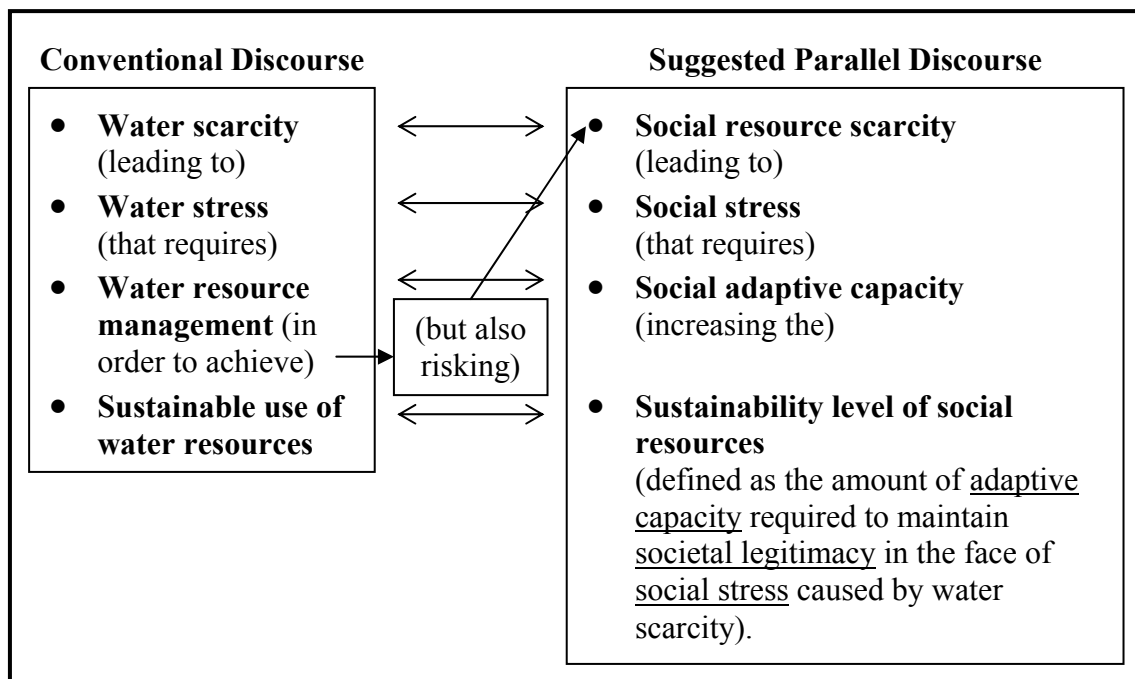 Conventional Discourse
• Water scarcity
(leading to)
• Water stress
(that requires)
• Water resource
management (in
order to achieve)
• Sustainable use of
water resources
(but also
risking)
Suggested Parallel Discourse
• Social resource scarcity
(leading to)
• Social stress
(that requires)
• Social adaptive capacity
(increasing the)
• Sustainability level of social
resources
(defined as the amount of adaptive
capacity required to maintain
societal legitimacy in the face of
social stress caused by water
scarcity).